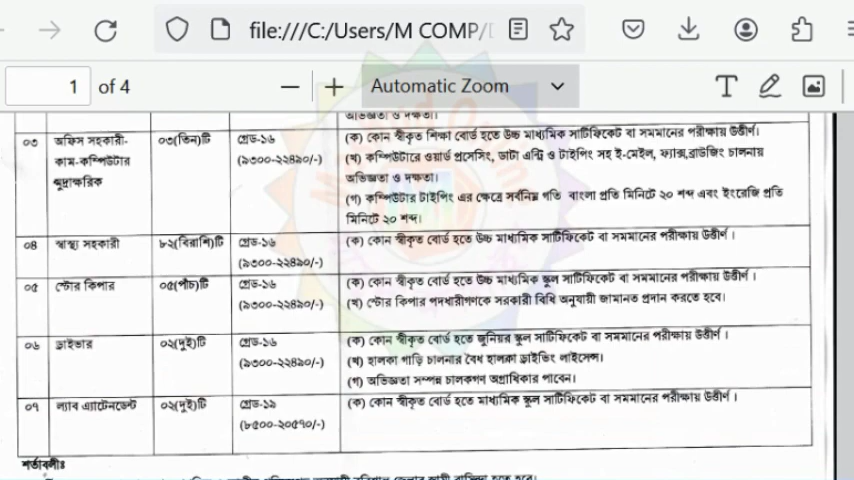 file:///C:/Users/M COMP/
1 of 4
Automatic Zoom
অভিজ্ঞতা ও দক্ষতা।
০৩ অফিস সহকারী- ০৩(তিন)টি গ্রেড-১৬ (ক) কোন স্বীকৃত শিক্ষা বোর্ড হতে উচ্চ মাধ্যমিক সার্টিফিকেট বা সমমানের পরীক্ষায় উত্তীর্ণ।
কাম-কম্পিউটার (৯৩০০-২২৪৯০/-) (খ) কম্পিউটারে ওয়ার্ড প্রসেসিং, ডাটা এন্ট্রি ও টাইপিং সহ ই-মেইল, ফ্যাক্স,ব্রাউজিং চালনায়
মুদ্রাক্ষরিক অভিজ্ঞতা ও দক্ষতা।
(গ) কম্পিউটার টাইপিং এর ক্ষেত্রে সর্বনিম্ন গতি বাংলা প্রতি মিনিটে ২০ শব্দ এবং ইংরেজি প্রতি
মিনিটে ২০ শব্দ।
০৪ স্বাস্থ্য সহকারী ৮২(বিরাশি)টি গ্রেড-১৬ (ক) কোন স্বীকৃত বোর্ড হতে উচ্চ মাধ্যমিক সার্টিফিকেট বা সমমানের পরীক্ষায় উত্তীর্ণ ।
(৯৩০০-২২৪৯০/-)
০৫ স্টোর কিপার ০৫(পাঁচ)টি গ্রেড-১৬ (ক) কোন স্বীকৃত বোর্ড হতে উচ্চ মাধ্যমিক স্কুল সার্টিফিকেট বা সমমানের পরীক্ষায় উত্তীর্ণ ।
(৯৩০০-২২৪৯০/-) (খ) স্টোর কিপার পদধারীগণকে সরকারী বিধি অনুযায়ী জামানত প্রদান করতে হবে।
০৬ ড্রাইভার ০২(দুই)টি গ্রেড-১৬ (ক) কোন স্বীকৃত বোর্ড হতে জুনিয়র স্কুল সার্টিফিকেট বা সমমানের পরীক্ষায় উত্তীর্ণ ।
(৯৩০০-২২৪৯০/-) (খ) হালকা গাড়ি চালনার বৈধ হালকা ড্রাইভিং লাইসেন্স।
(গ) অভিজ্ঞতা সম্পন্ন চালকগণ অগ্রাধিকার পাবেন।
০৭ ল্যাব এ্যাটেনডেন্ট ০২(দুই)টি গ্রেড-১৯ (ক) কোন স্বীকৃত বোর্ড হতে মাধ্যমিক স্কুল সার্টিফিকেট বা সমমানের পরীক্ষায় উত্তীর্ণ ।
(৮৫০০-২০৫৭০/-)
শর্তাবলীঃ